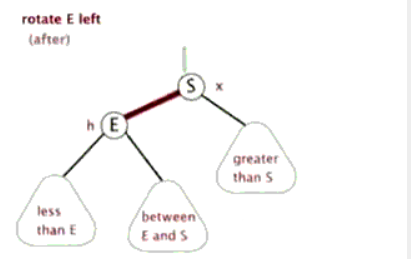 rotate E left
(after)
S x
h E
greater
than S
less
than E
between
E and S